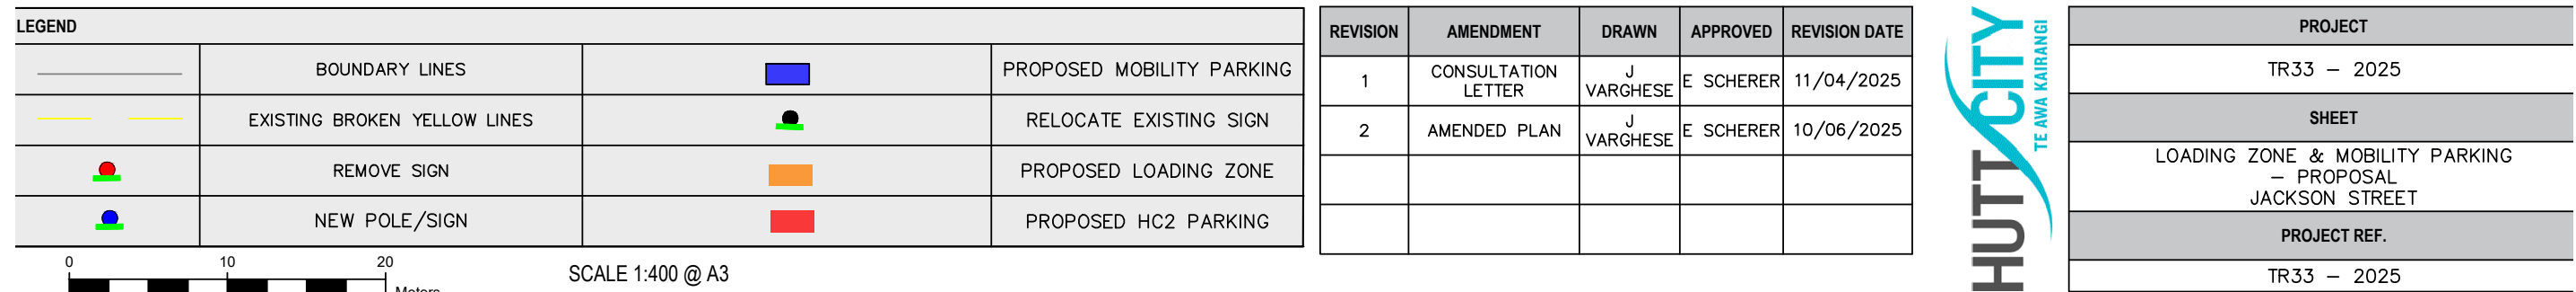 LEGEND
BOUNDARY LINES
PROPOSED MOBILITY PARKING
EXISTING BROKEN YELLOW LINES
RELOCATE EXISTING SIGN
REMOVE SIGN
PROPOSED LOADING ZONE
NEW POLE/SIGN
PROPOSED HC2 PARKING
0 10 20
Meters
SCALE 1:400 @ A3
REVISION AMENDMENT DRAWN APPROVED REVISION DATE
1 CONSULTATION LETTER J VARGHESE E SCHERER 11/04/2025
2 AMENDED PLAN J VARGHESE E SCHERER 10/06/2025
HUTT CITY
TE AWA KAIRANGI
PROJECT
TR33 - 2025
SHEET
LOADING ZONE & MOBILITY PARKING
- PROPOSAL
JACKSON STREET
PROJECT REF.
TR33 - 2025